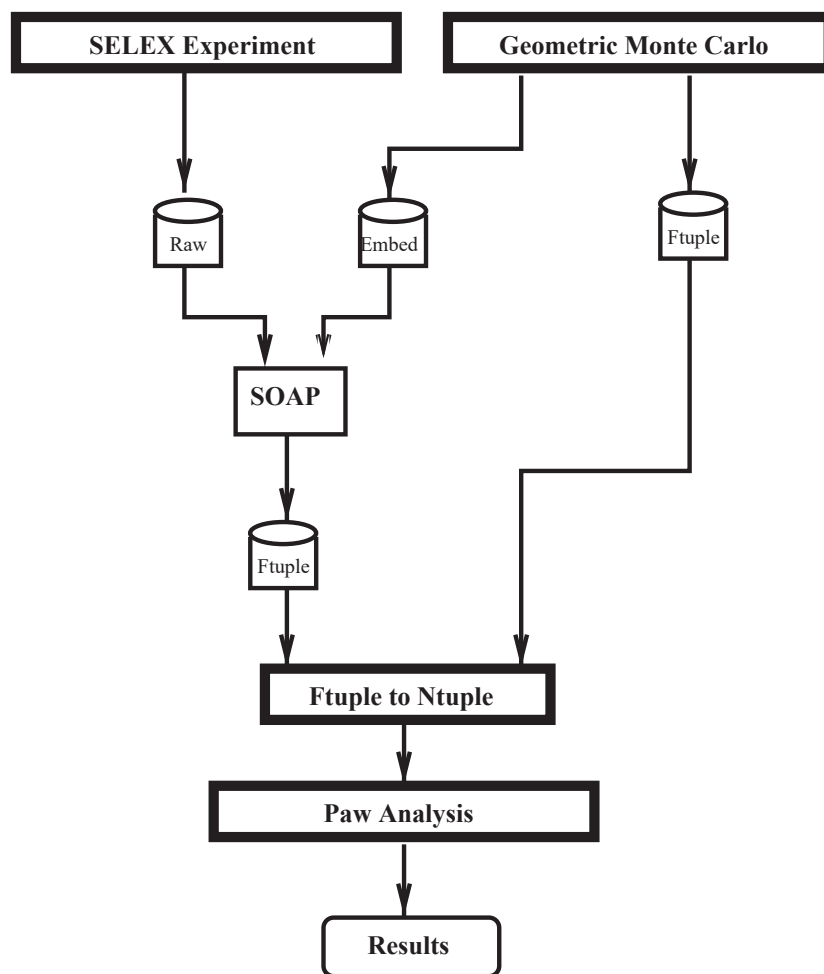 SELEX Experiment
Geometric Monte Carlo
Raw
Embed
Ftuple
SOAP
Ftuple
Ftuple to Ntuple
Paw Analysis
Results